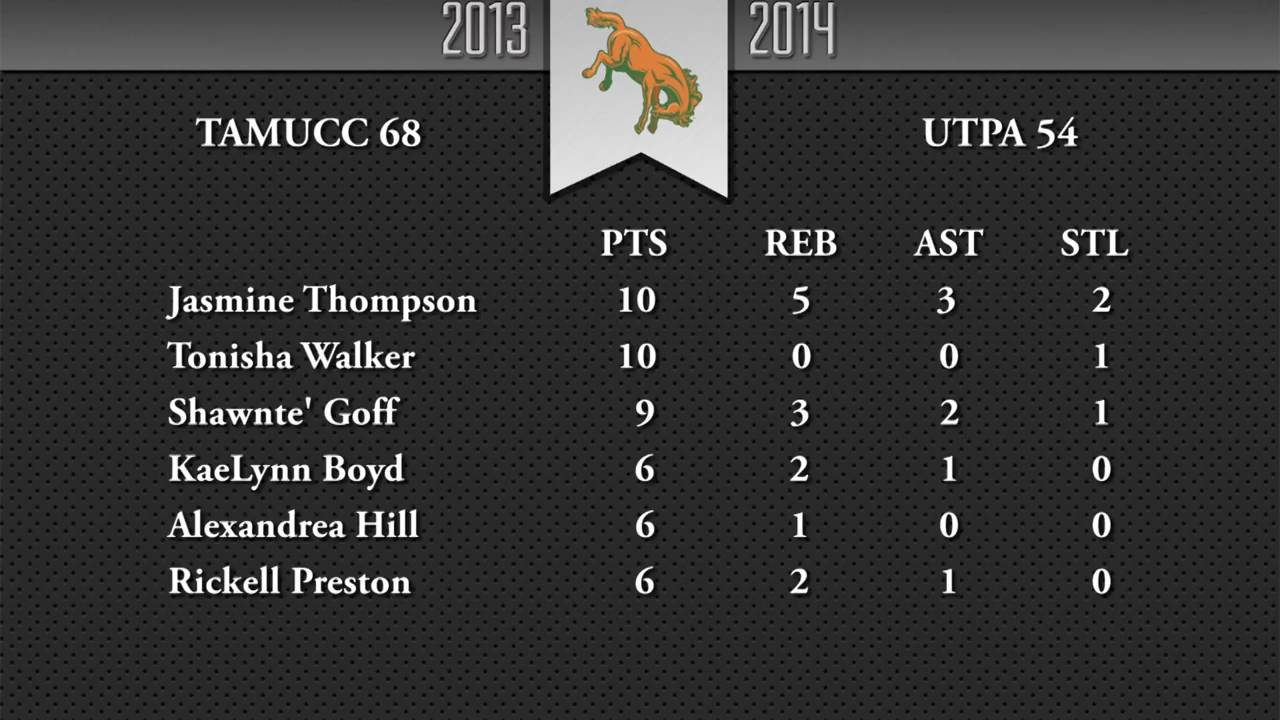 2013 2014
TAMUCC 68 UTPA 54
PTS REB AST STL
Jasmine Thompson 10 5 3 2
Tonisha Walker 10 0 0 1
Shawnte' Goff 9 3 2 1
KaeLynn Boyd 6 2 1 0
Alexandrea Hill 6 1 0 0
Rickell Preston 6 2 1 0